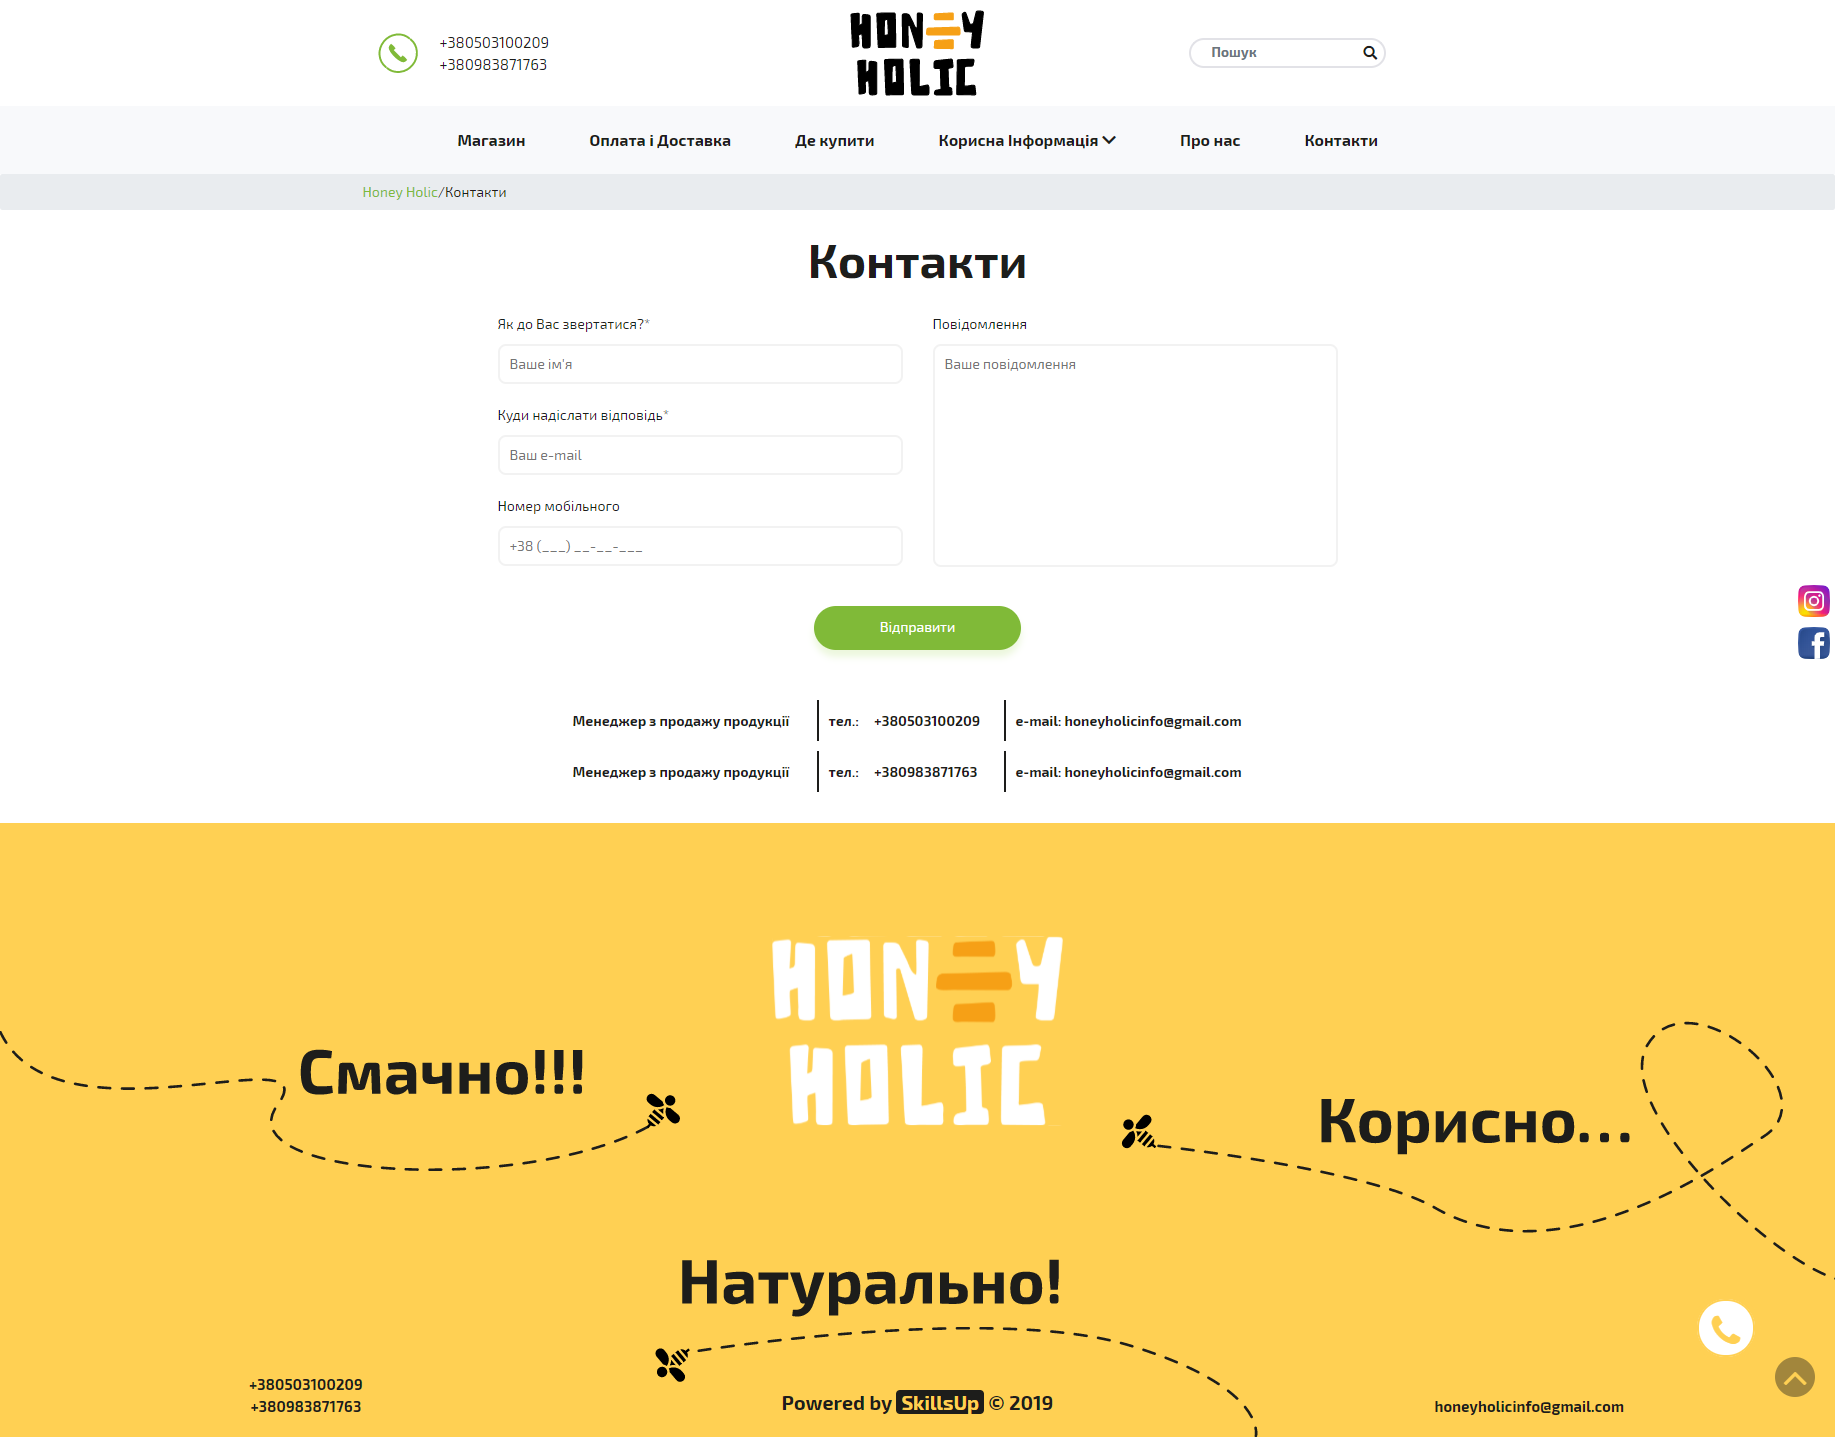 +380503100209
+380983871763
HONEY
HOLIC
Пошук
Магазин
Оплата і Доставка
Де купити
Корисна Інформація
Про нас
Контакти
Honey Holic/Контакти
Контакти
Як до Вас звертатися?*
Ваше ім'я
Куди надіслати відповідь*
Ваш e-mail
Номер мобільного
+38 (___) __-__-___
Повідомлення
Ваше повідомлення
Відправити
Менеджер з продажу продукції
тел.: +380503100209
e-mail: honeyholicinfo@gmail.com
Менеджер з продажу продукції
тел.: +380983871763
e-mail: honeyholicinfo@gmail.com
HONEY
HOLIC
Смачно!!!
Корисно...
Натурально!
+380503100209
+380983871763
Powered by SkillsUp © 2019
honeyholicinfo@gmail.com